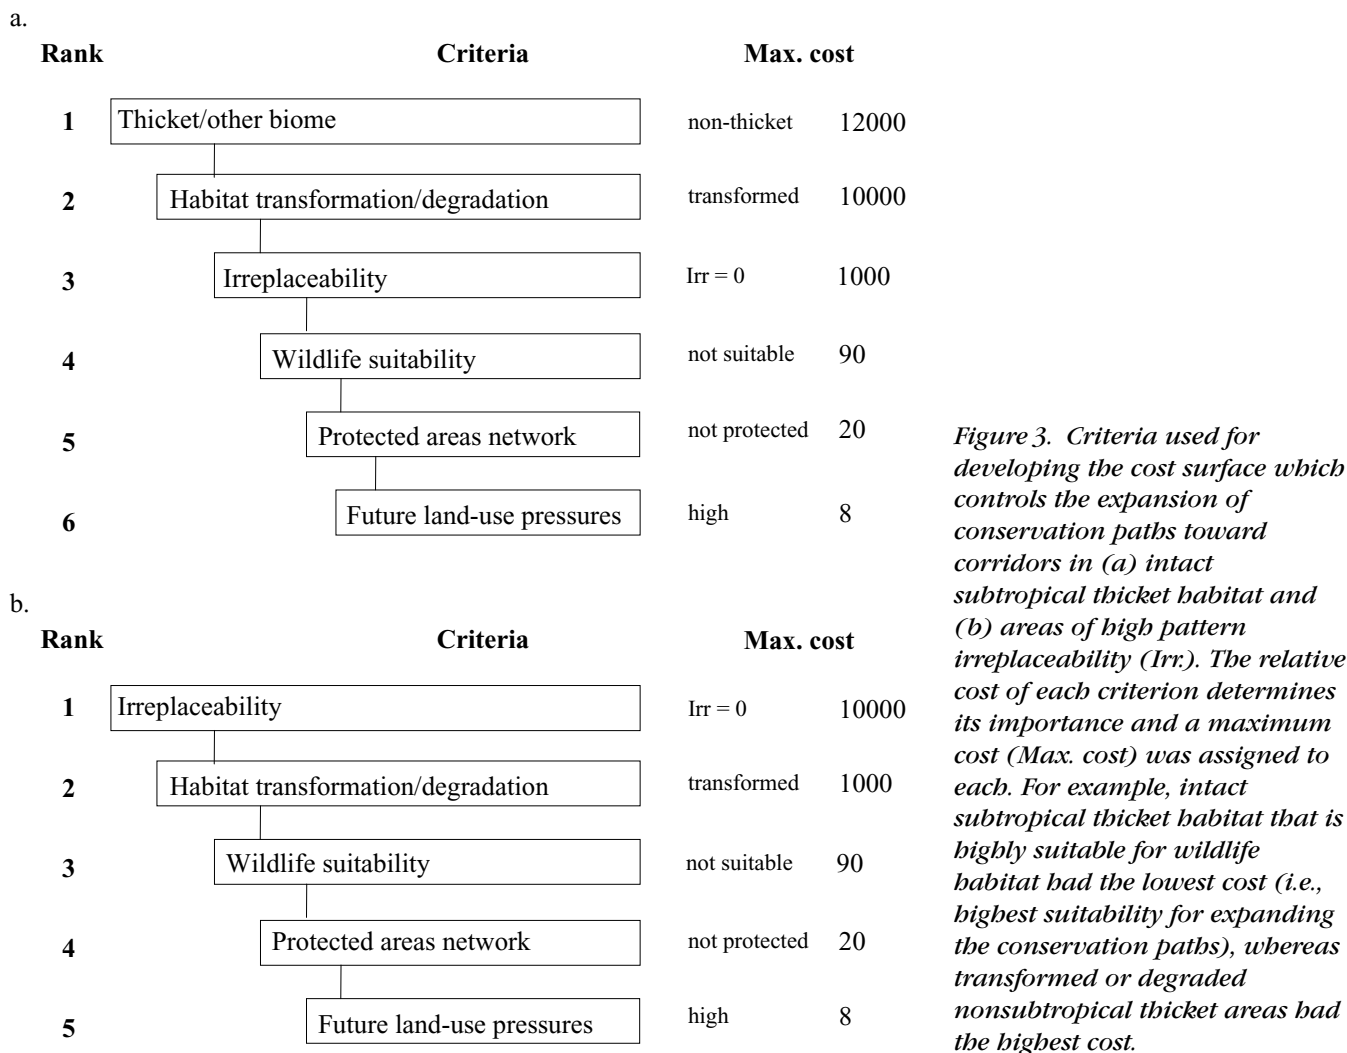 a.
Rank Criteria Max. cost
1 Thicket/other biome non-thicket 12000
2 Habitat transformation/degradation transformed 10000
3 Irreplaceability Irr = 0 1000
4 Wildlife suitability not suitable 90
5 Protected areas network not protected 20
6 Future land-use pressures high 8
b.
Rank Criteria Max. cost
1 Irreplaceability Irr = 0 10000
2 Habitat transformation/degradation transformed 1000
3 Wildlife suitability not suitable 90
4 Protected areas network not protected 20
5 Future land-use pressures high 8
Figure 3. Criteria used for
developing the cost surface which
controls the expansion of
conservation paths toward
corridors in (a) intact
subtropical thicket habitat and
(b) areas of high pattern
irreplaceability (Irr.). The relative
cost of each criterion determines
its importance and a maximum
cost (Max. cost) was assigned to
each. For example, intact
subtropical thicket habitat that is
highly suitable for wildlife
habitat had the lowest cost (i.e.,
highest suitability for expanding
the conservation paths), whereas
transformed or degraded
nonsubtropical thicket areas had
the highest cost.